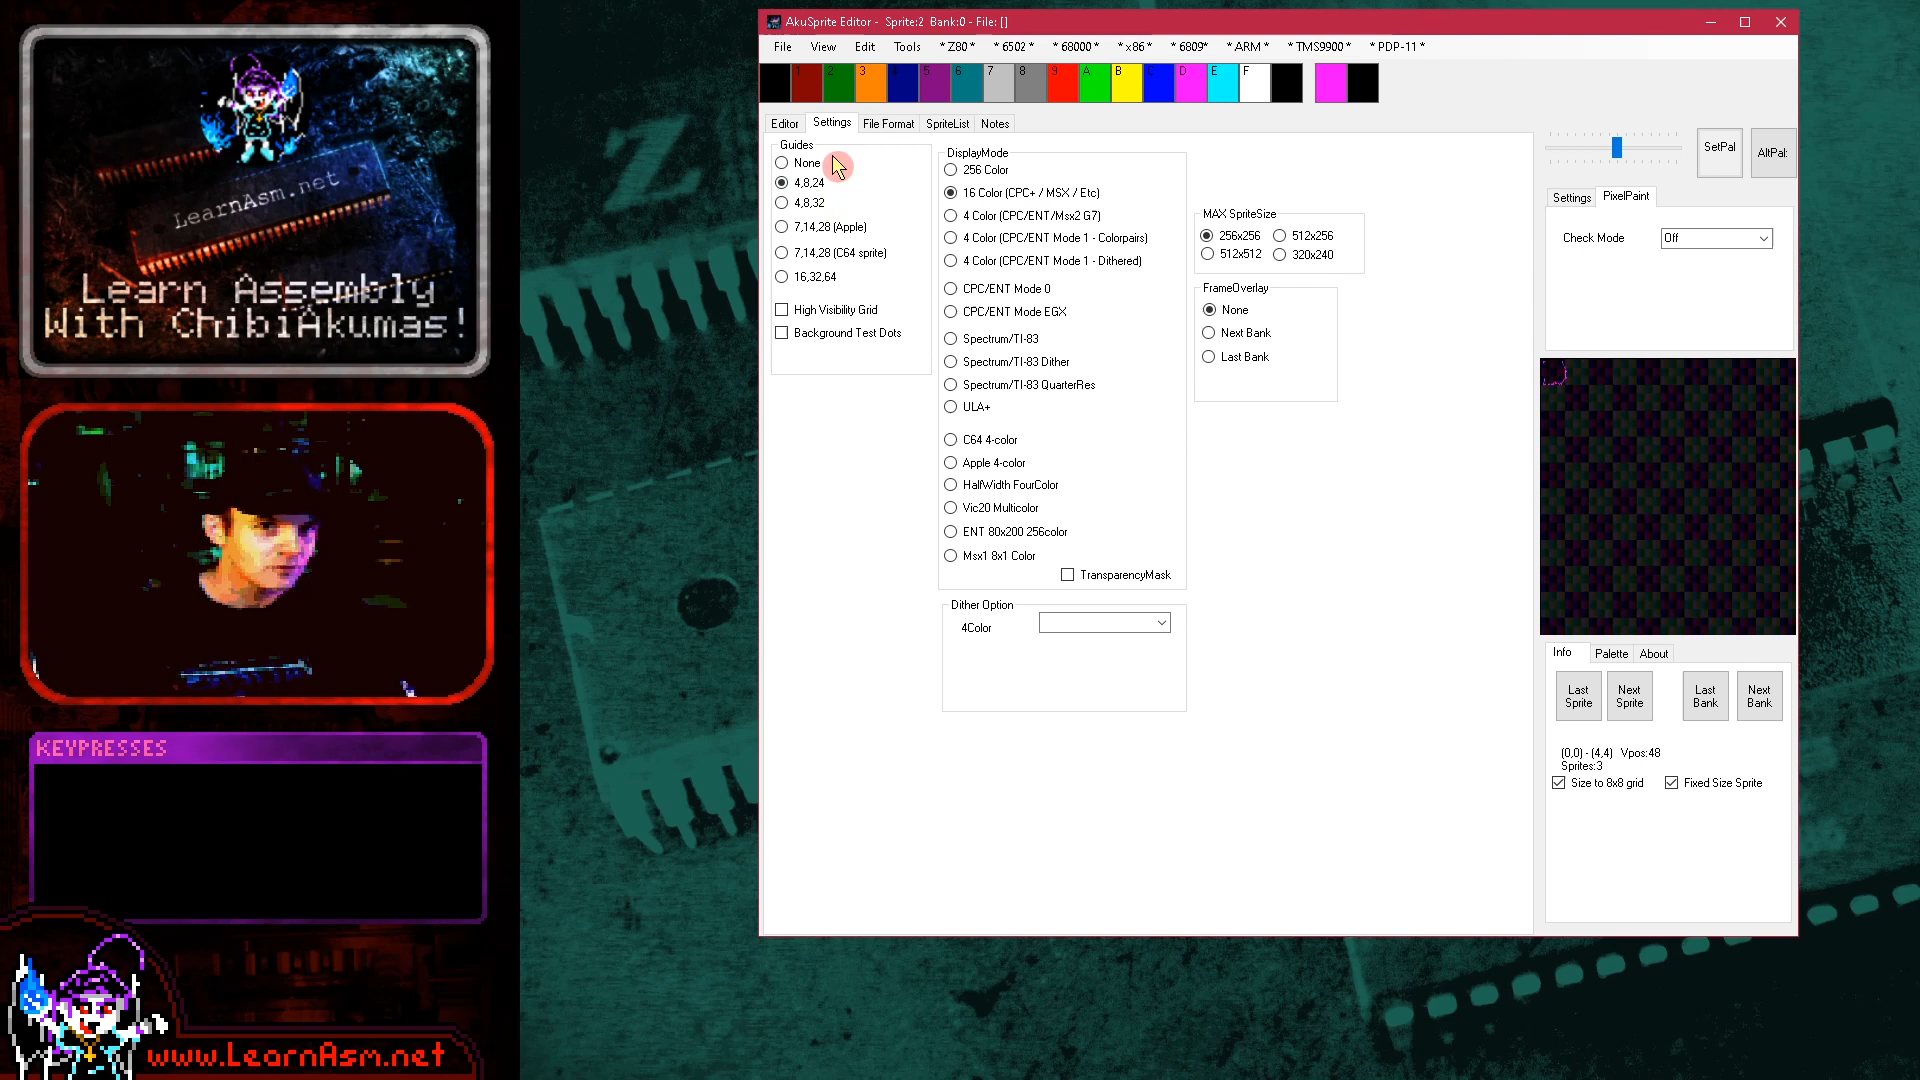 LearnAsm.net
Learn Assembly
With ChibiAkumas!
KEYPRESSES
www.LearnAsm.net
AkuSprite Editor - Sprite:2 Bank:0 - File: []
File View Edit Tools * Z80 * * 6502 * * 68000 * * x86 * * 6809* * ARM * * TMS9900 * * PDP-11 *
1 2 3 4 5 6 7 8 9 A B C D E F
Editor Settings File Format SpriteList Notes
Guides
None
4,8,24
4,8,32
7,14,28 (Apple)
7,14,28 (C64 sprite)
16,32,64
High Visibility Grid
Background Test Dots
DisplayMode
256 Color
16 Color (CPC+ / MSX / Etc)
4 Color (CPC/ENT/Msx2 G7)
4 Color (CPC/ENT Mode 1 - Colorpairs)
4 Color (CPC/ENT Mode 1 - Dithered)
CPC/ENT Mode 0
CPC/ENT Mode EGX
Spectrum/TI-83
Spectrum/TI-83 Dither
Spectrum/TI-83 QuarterRes
ULA+
C64 4-color
Apple 4-color
HalfWidth FourColor
Vic20 Multicolor
ENT 80x200 256color
Msx1 8x1 Color
TransparencyMask
Dither Option
4Color
MAX SpriteSize
256x256 512x256
512x512 320x240
FrameOverlay
None
Next Bank
Last Bank
SetPal AltPal:
Settings PixelPaint
Check Mode Off
Info Palette About
Last Sprite
Next Sprite
Last Bank
Next Bank
(0,0) - (4,4) Vpos:48
Sprites:3
Size to 8x8 grid Fixed Size Sprite